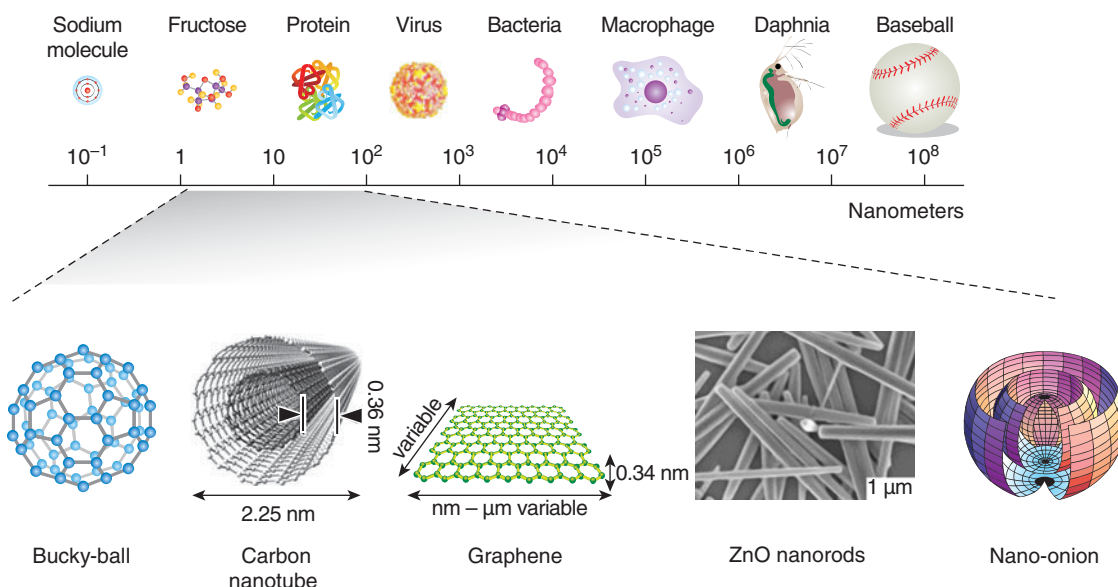 Sodium
molecule
Fructose
Protein
Virus
Bacteria
Macrophage
Daphnia
Baseball
10⁻¹
1
10
10²
10³
10⁴
10⁵
10⁶
10⁷
10⁸
Nanometers
0.36 nm
2.25 nm
variable
0.34 nm
nm – μm variable
1 μm
Bucky-ball
Carbon
nanotube
Graphene
ZnO nanorods
Nano-onion